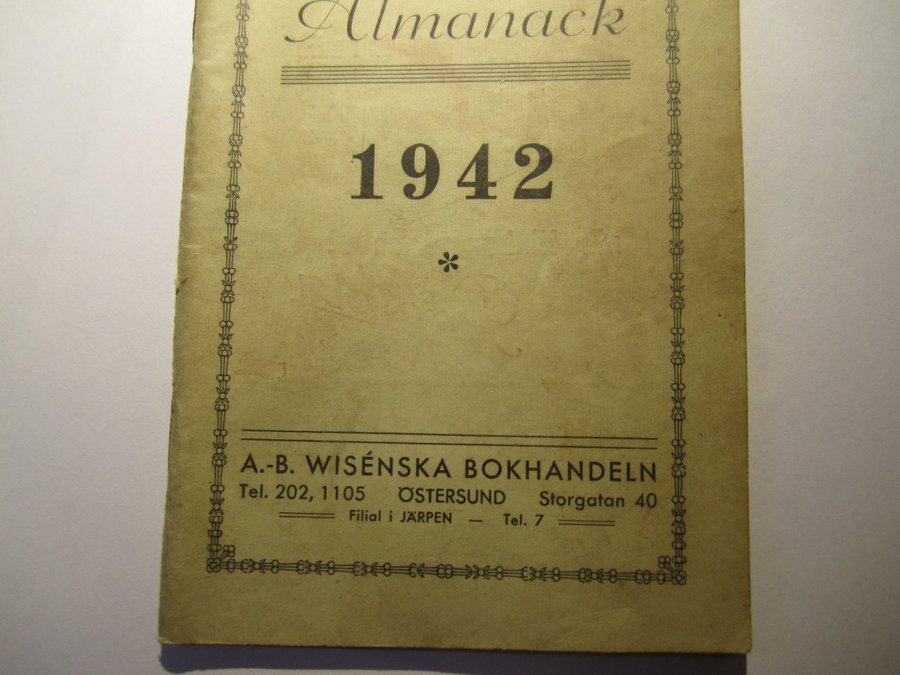 Almanack
1942
*
A.-B. WISÉNSKA BOKHANDELN
Tel. 202, 1105 ÖSTERSUND Storgatan 40
Filial i JÄRPEN — Tel. 7